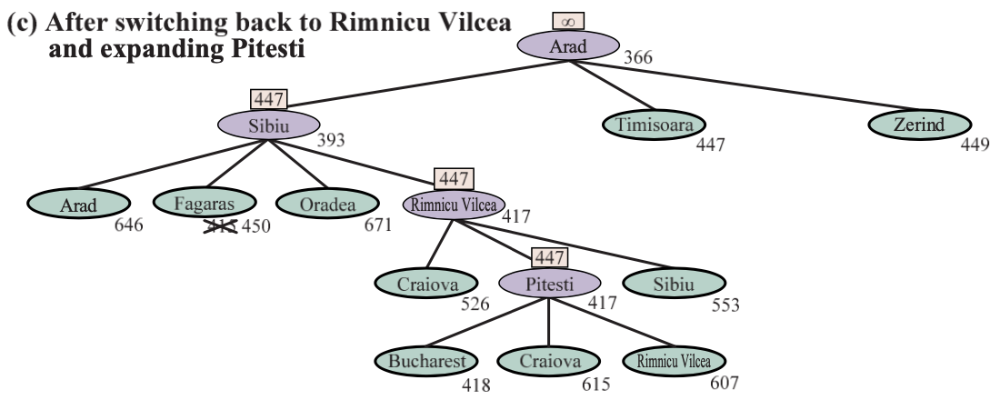 (c) After switching back to Rimnicu Vilcea
and expanding Pitesti
∞
Arad
366
447
Sibiu
393
Timisoara
447
Zerind
449
Arad
646
Fagaras
415 450
Oradea
671
447
Rimnicu Vilcea
417
Craiova
526
447
Pitesti
417
Sibiu
553
Bucharest
418
Craiova
615
Rimnicu Vilcea
607